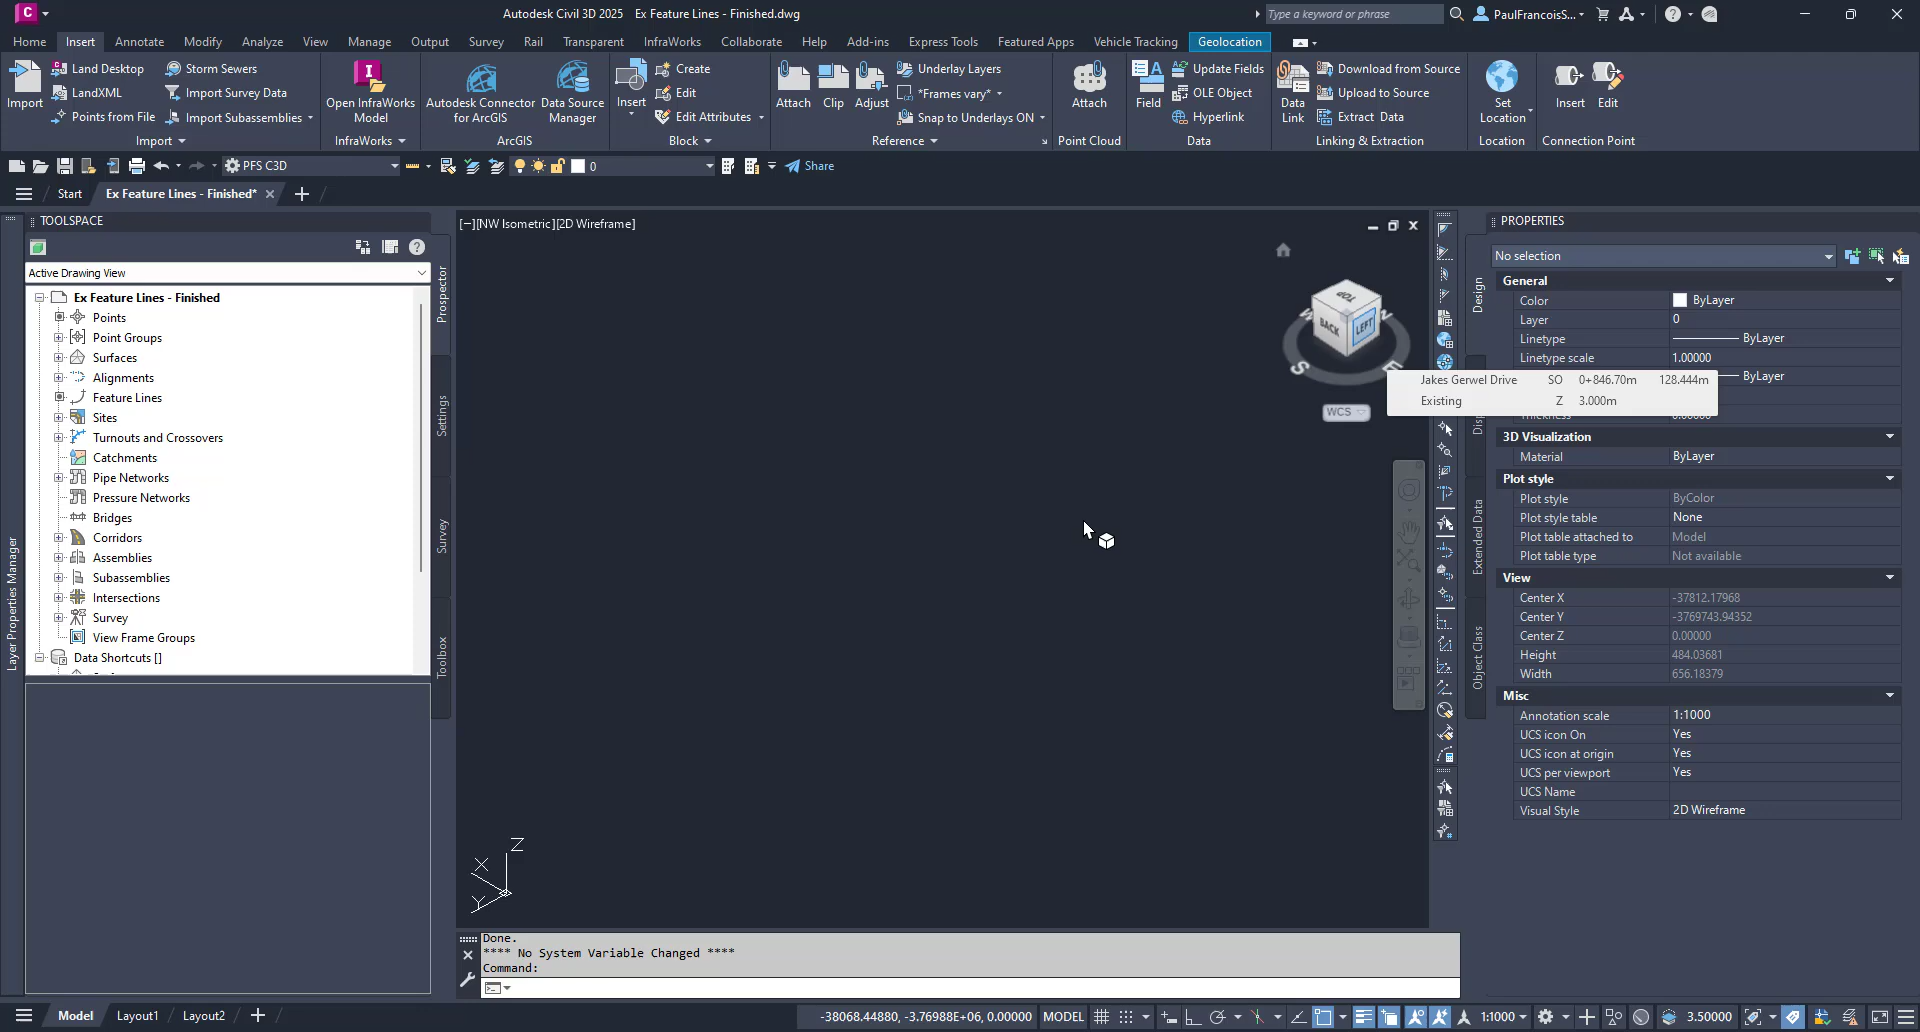 C
Autodesk Civil 3D 2025 Ex Feature Lines - Finished.dwg
Type a keyword or phrase
PaulFrancoisS...
Home Insert Annotate Modify Analyze View Manage Output Survey Rail Transparent InfraWorks Collaborate Help Add-ins Express Tools Featured Apps Vehicle Tracking Geolocation
Import
Land Desktop
LandXML
Points from File
Storm Sewers
Import Survey Data
Import Subassemblies
Open InfraWorks
Model
Autodesk Connector
for ArcGIS
Data Source
Manager
Insert
Create
Edit
Edit Attributes
Attach
Clip
Adjust
Underlay Layers
*Frames vary*
Snap to Underlays ON
Attach
Field
Update Fields
OLE Object
Hyperlink
Data
Link
Download from Source
Upload to Source
Extract Data
Set
Location
Insert
Edit
Import InfraWorks ArcGIS Block Reference Point Cloud Data Linking & Extraction Location Connection Point
PFS C3D
0
Share
Start
Ex Feature Lines - Finished*
TOOLSPACE
Active Drawing View
Ex Feature Lines - Finished
Points
Point Groups
Surfaces
Alignments
Feature Lines
Sites
Turnouts and Crossovers
Catchments
Pipe Networks
Pressure Networks
Bridges
Corridors
Assemblies
Subassemblies
Intersections
Survey
View Frame Groups
Data Shortcuts []
Prospector
Settings
Survey
Toolbox
Layer Properties Manager
[−][NW Isometric][2D Wireframe]
TOP
BACK
LEFT
W
N
S
E
WCS
Jakes Gerwel Drive SO 0+846.70m 128.444m
Existing Z 3.000m
X
Y
Z
PROPERTIES
No selection
Design
Extended Data
Object Class
General
Color ByLayer
Layer 0
Linetype ByLayer
Linetype scale 1.00000
ByLayer
3D Visualization
Material ByLayer
Plot style
Plot style ByColor
Plot style table None
Plot table attached to Model
Plot table type Not available
View
Center X -37812.17968
Center Y -3769743.94352
Center Z 0.00000
Height 484.03681
Width 656.18379
Misc
Annotation scale 1:1000
UCS icon On Yes
UCS icon at origin Yes
UCS per viewport Yes
UCS Name
Visual Style 2D Wireframe
Done.
**** No System Variable Changed ****
Command:
Model Layout1 Layout2
-38068.44880, -3.76988E+06, 0.00000 MODEL 1:1000 3.50000